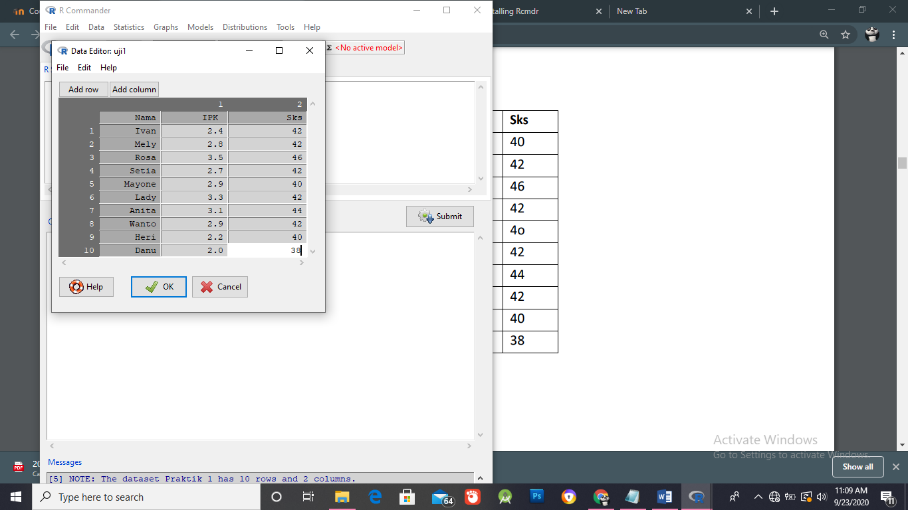 Co
R Commander
talling Rcmdr
New Tab
File Edit Data Statistics Graphs Models Distributions Tools Help
Σ <No active model>
Data Editor: uji1
File Edit Help
Add row Add column
1 2
Nama IPK Sks
1 Ivan 2.4 42
2 Mely 2.8 42
3 Rosa 3.5 46
4 Setia 2.7 42
5 Mayone 2.9 40
6 Lady 3.3 42
7 Anita 3.1 44
8 Wanto 2.9 42
9 Heri 2.2 40
10 Danu 2.0 38
Help OK Cancel
Submit
Sks
40
42
46
42
4o
42
44
42
40
38
Messages
[5] NOTE: The dataset Praktik 1 has 10 rows and 2 columns.
Activate Windows
Go to Settings to activate Windows.
Show all
Type here to search
64
Ps
11:09 AM
9/23/2020
11